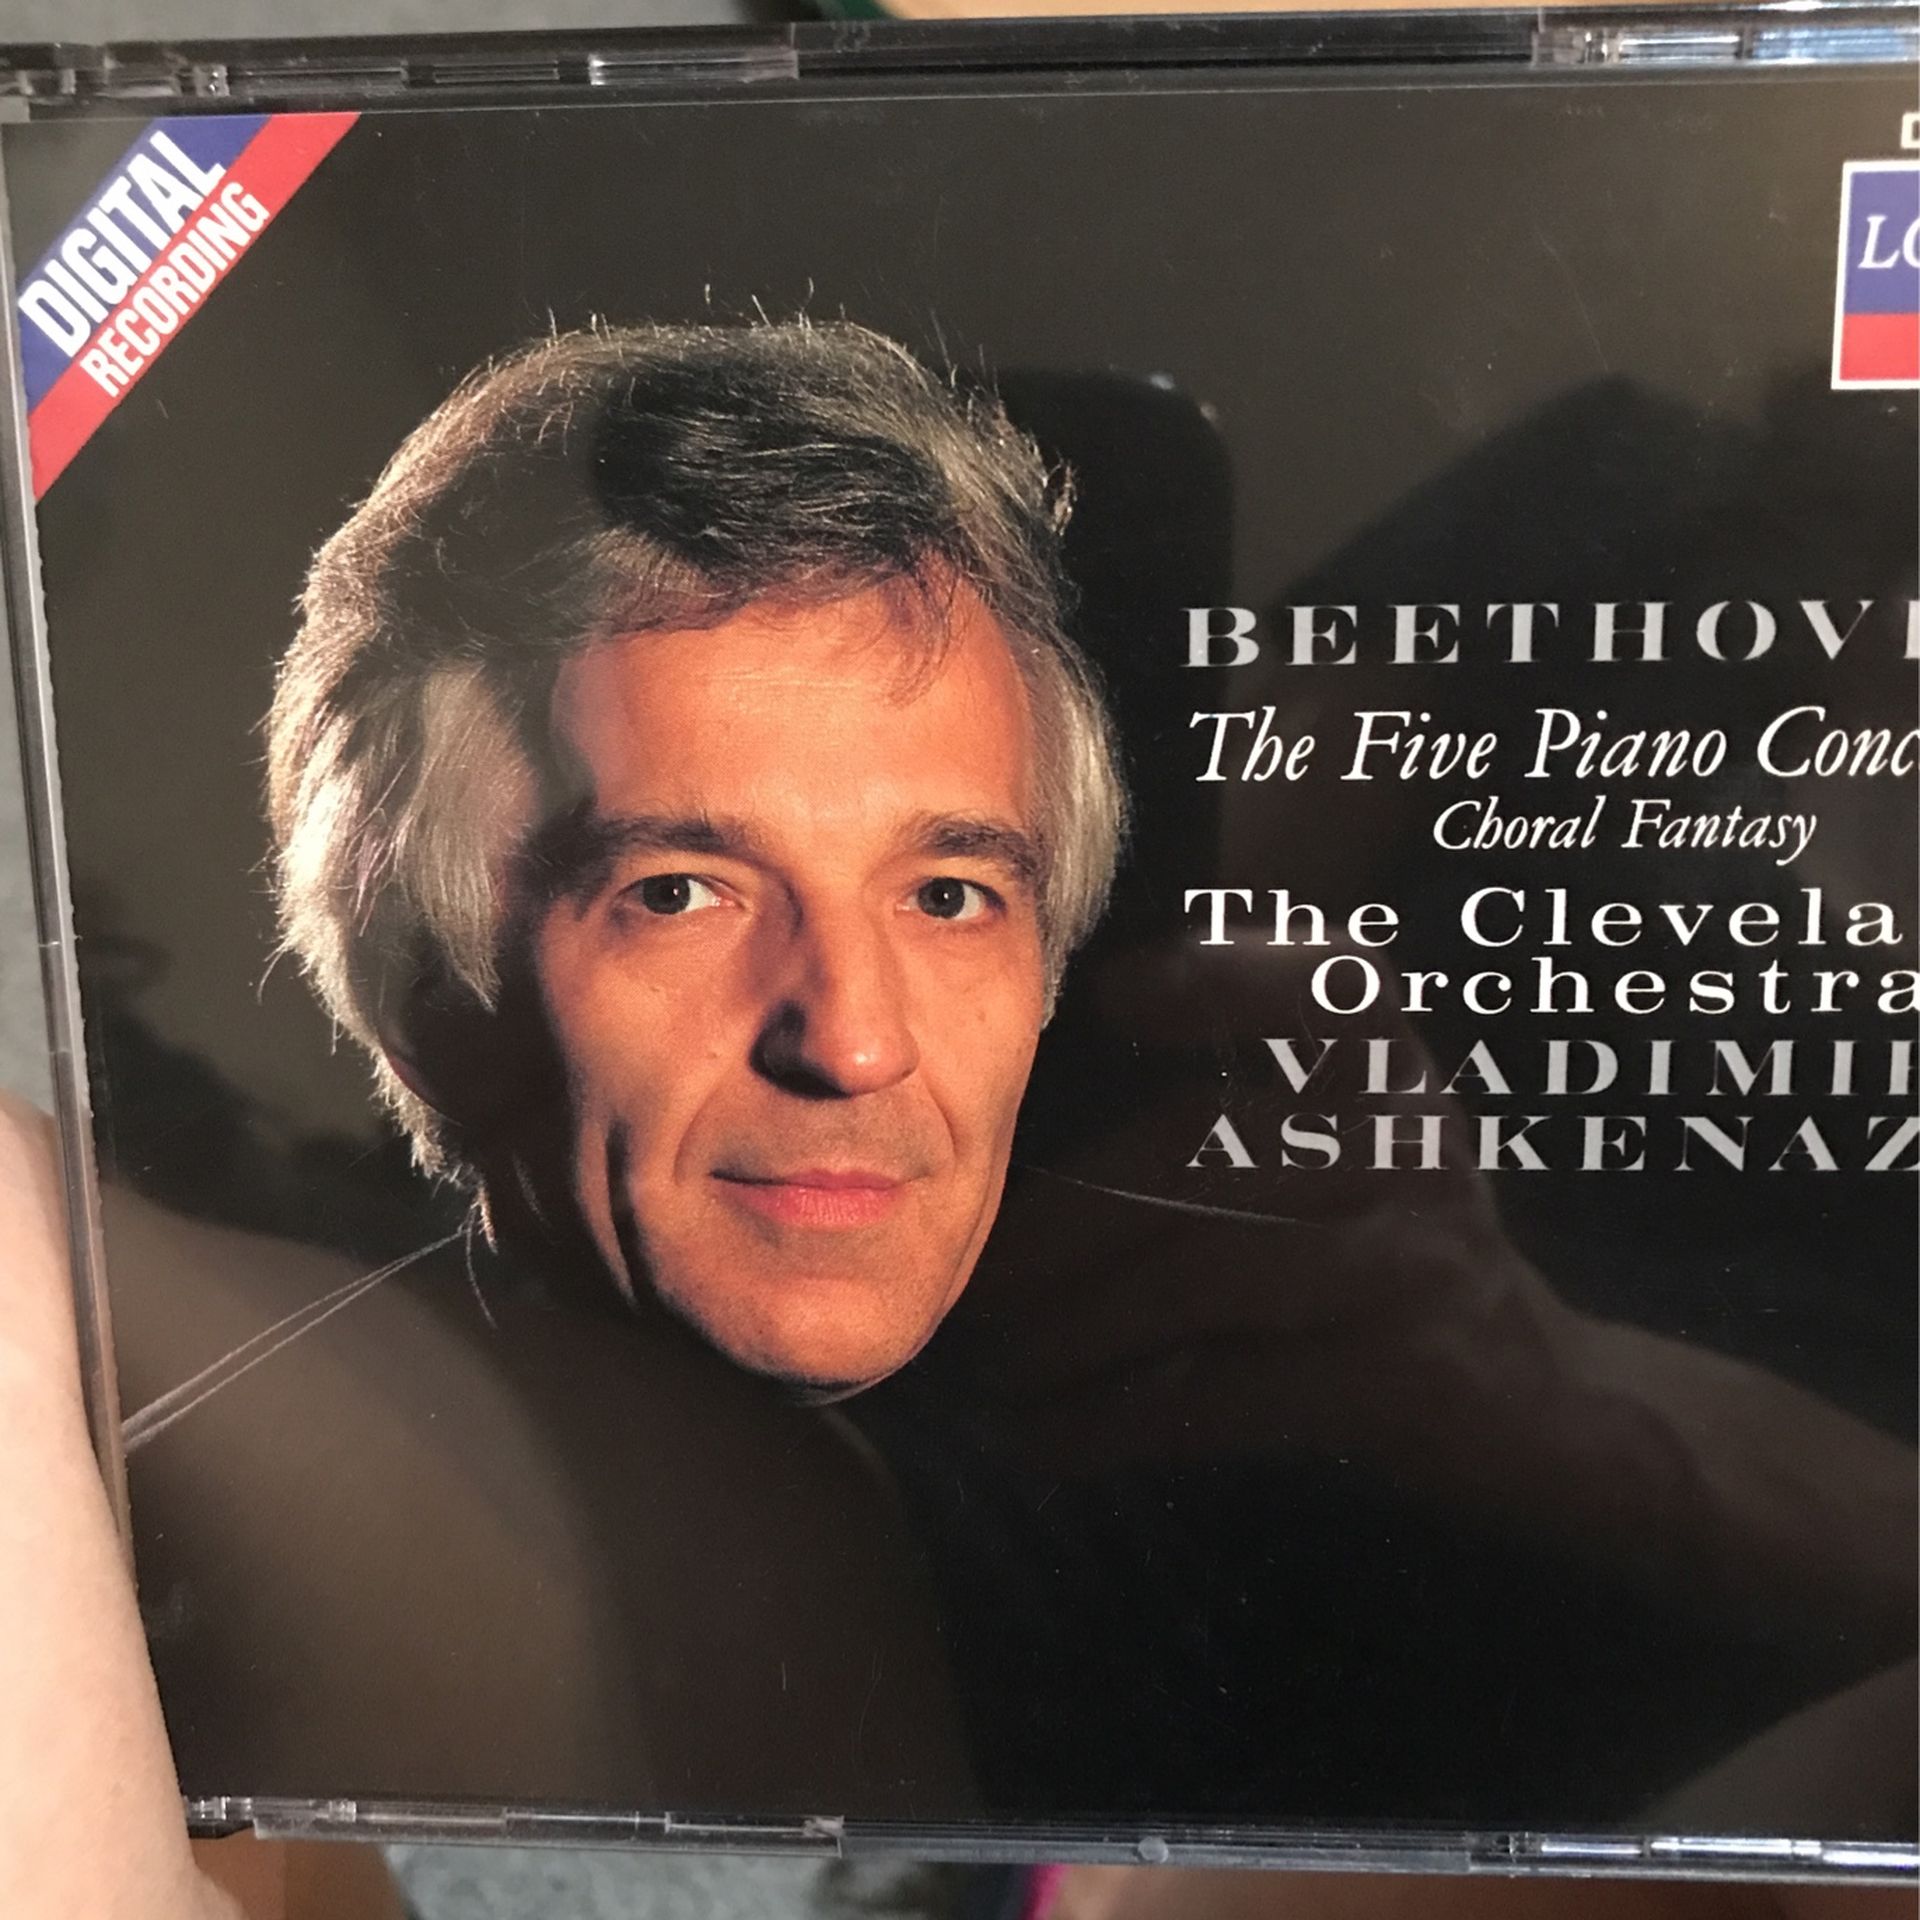 DIGITAL
RECORDING
BEETHOV
The Five Piano Conc
Choral Fantasy
The Clevela
Orchestra
VLADIMI
ASHKENAZ